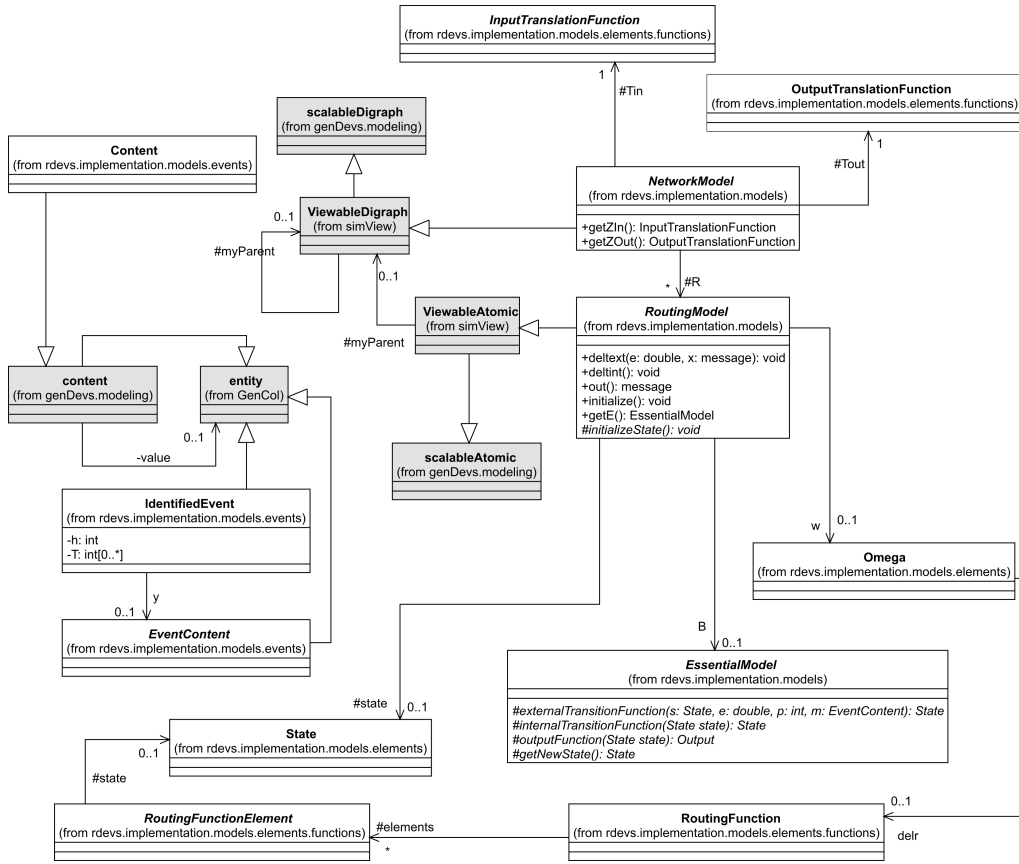 InputTranslationFunction
(from rdevs.implementation.models.elements.functions)
1
#Tin
OutputTranslationFunction
(from rdevs.implementation.models.elements.functions)
1
#Tout
scalableDigraph
(from genDevs.modeling)
Content
(from rdevs.implementation.models.events)
NetworkModel
(from rdevs.implementation.models)
+getZIn(): InputTranslationFunction
+getZOut(): OutputTranslationFunction
ViewableDigraph
(from simView)
0..1
#myParent
0..1
#R
*
ViewableAtomic
(from simView)
#myParent
RoutingModel
(from rdevs.implementation.models)
+deltext(e: double, x: message): void
+deltint(): void
+out(): message
+initialize(): void
+getE(): EssentialModel
#initializeState(): void
content
(from genDevs.modeling)
entity
(from GenCol)
0..1
-value
scalableAtomic
(from genDevs.modeling)
IdentifiedEvent
(from rdevs.implementation.models.events)
-h: int
-T: int[0..*]
y
0..1
w
0..1
Omega
(from rdevs.implementation.models.elements)
EventContent
(from rdevs.implementation.models.events)
B
0..1
EssentialModel
(from rdevs.implementation.models)
#externalTransitionFunction(s: State, e: double, p: int, m: EventContent): State
#internalTransitionFunction(State state): State
#outputFunction(State state): Output
#getNewState(): State
#state
0..1
State
(from rdevs.implementation.models.elements)
0..1
#state
RoutingFunctionElement
(from rdevs.implementation.models.elements.functions)
#elements
*
RoutingFunction
(from rdevs.implementation.models.elements.functions)
0..1
delr